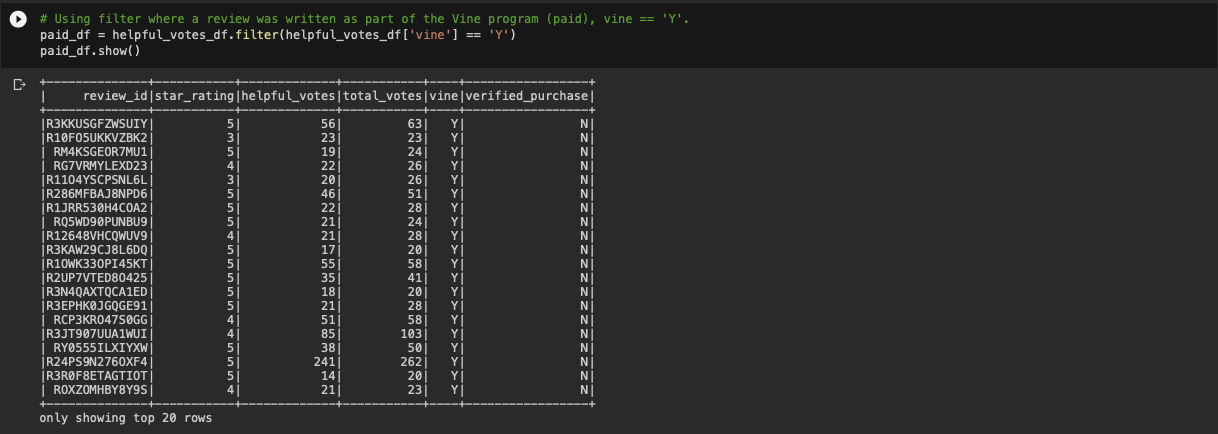 # Using filter where a review was written as part of the Vine program (paid), vine == 'Y'.
paid_df = helpful_votes_df.filter(helpful_votes_df['vine'] == 'Y')
paid_df.show()
+--------------+-----------+-------------+-----------+----+-----------------+
|     review_id|star_rating|helpful_votes|total_votes|vine|verified_purchase|
+--------------+-----------+-------------+-----------+----+-----------------+
|R3KKUSGFZWSUIY|          5|           56|         63|   Y|                N|
|R10FO5UKKVZBK2|          3|           23|         23|   Y|                N|
| RM4KSGEOR7MU1|          5|           19|         24|   Y|                N|
| RG7VRMYLEXD23|          4|           22|         26|   Y|                N|
|R11O4YSCPSNL6L|          3|           20|         26|   Y|                N|
|R286MFBAJ8NPD6|          5|           46|         51|   Y|                N|
|R1JRR530H4COA2|          5|           22|         28|   Y|                N|
| RQ5WD90PUNBU9|          5|           21|         24|   Y|                N|
|R12648VHCQWUV9|          4|           21|         28|   Y|                N|
|R3KAW29CJ8L6DQ|          5|           17|         20|   Y|                N|
|R1OWK33OPI45KT|          5|           55|         58|   Y|                N|
|R2UP7VTED8O425|          5|           35|         41|   Y|                N|
|R3N4QAXTQCA1ED|          5|           18|         20|   Y|                N|
|R3EPHK0JGQGE91|          5|           21|         28|   Y|                N|
| RCP3KRO47S0GG|          4|           51|         58|   Y|                N|
|R3JT907UUA1WUI|          4|           85|        103|   Y|                N|
| RY0555ILXIYXW|          5|           38|         50|   Y|                N|
|R24PS9N276OXF4|          5|          241|        262|   Y|                N|
|R3R0F8ETAGTIOT|          5|           14|         20|   Y|                N|
| ROXZOMHBY8Y9S|          4|           21|         23|   Y|                N|
+--------------+-----------+-------------+-----------+----+-----------------+
only showing top 20 rows